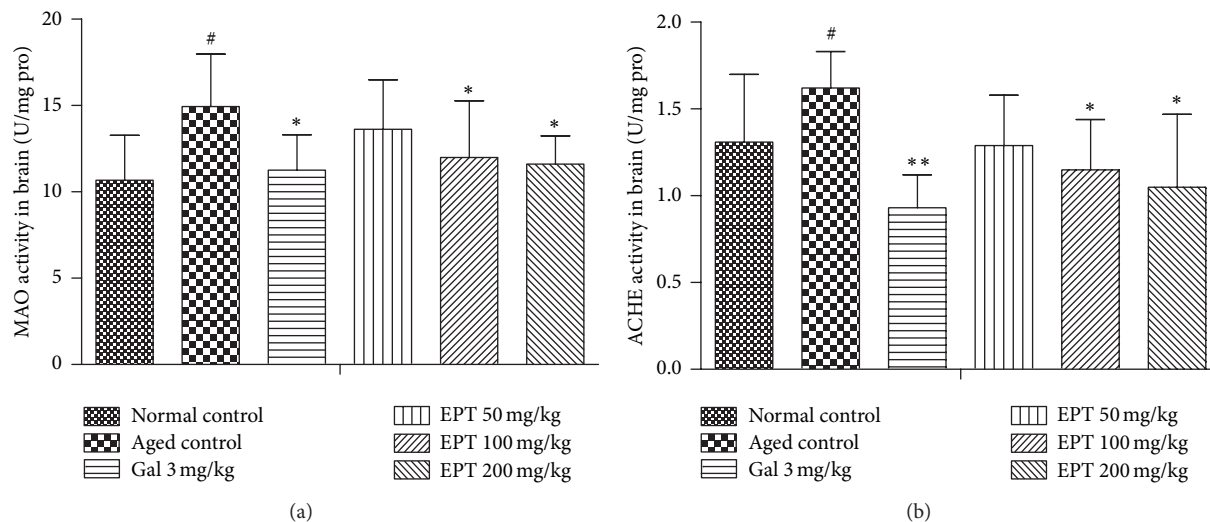 20
15
10
5
0
MAO activity in brain (U/mg pro)
#
*
*
*
Normal control
Aged control
Gal 3 mg/kg
EPT 50 mg/kg
EPT 100 mg/kg
EPT 200 mg/kg
(a)
2.0
1.5
1.0
0.5
0.0
ACHE activity in brain (U/mg pro)
#
**
*
*
Normal control
Aged control
Gal 3 mg/kg
EPT 50 mg/kg
EPT 100 mg/kg
EPT 200 mg/kg
(b)